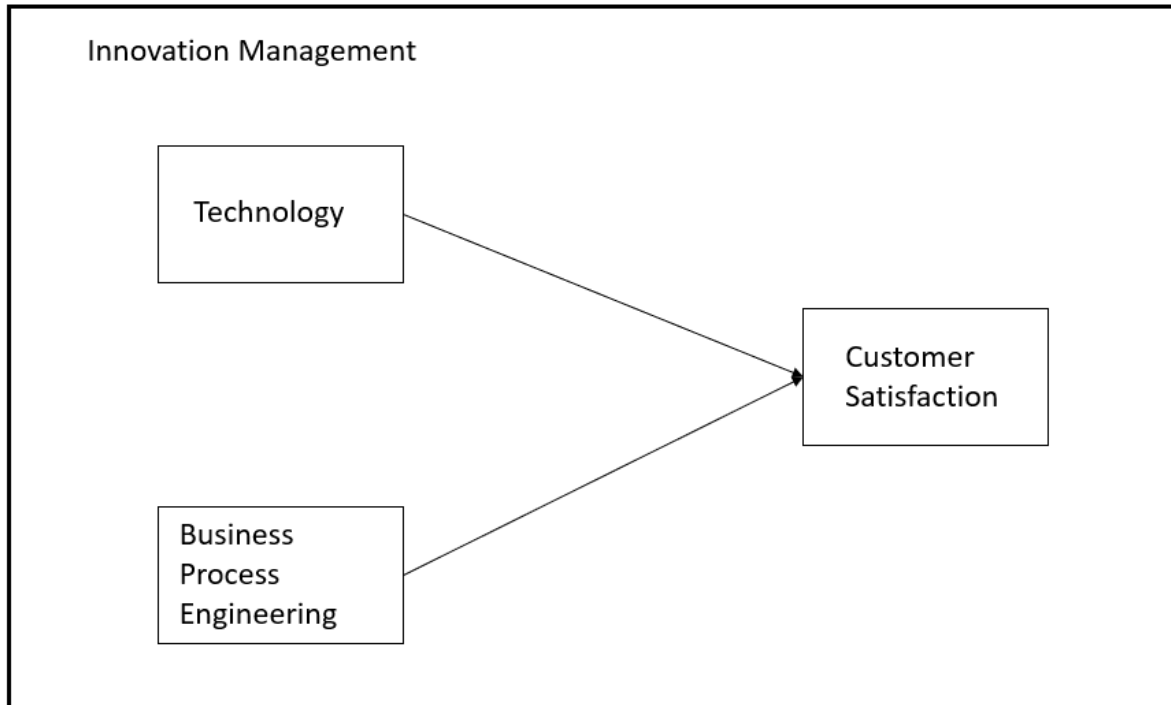 Innovation Management
Technology
Customer
Satisfaction
Business
Process
Engineering